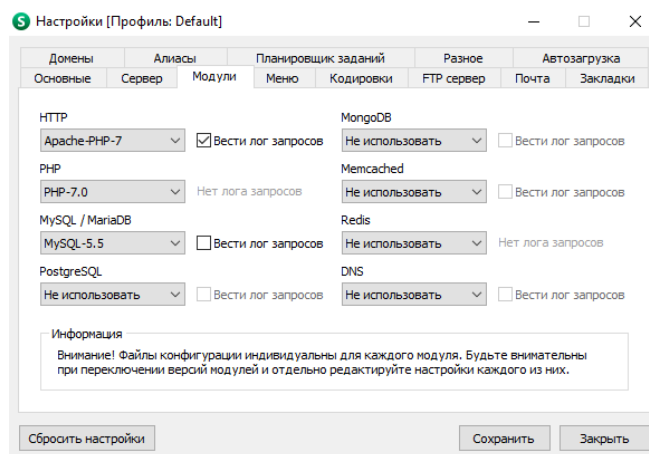 Настройки [Профиль: Default]
Домены Алиасы Планировщик заданий Разное Автозагрузка
Основные Сервер Модули Меню Кодировки FTP сервер Почта Закладки
HTTP MongoDB
Apache-PHP-7 Вести лог запросов Не использовать Вести лог запросов
PHP Memcached
PHP-7.0 Нет лога запросов Не использовать Вести лог запросов
MySQL / MariaDB Redis
MySQL-5.5 Вести лог запросов Не использовать Нет лога запросов
PostgreSQL DNS
Не использовать Вести лог запросов Не использовать Вести лог запросов
Информация
Внимание! Файлы конфигурации индивидуальны для каждого модуля. Будьте внимательны
при переключении версий модулей и отдельно редактируйте настройки каждого из них.
Сбросить настройки Сохранить Закрыть